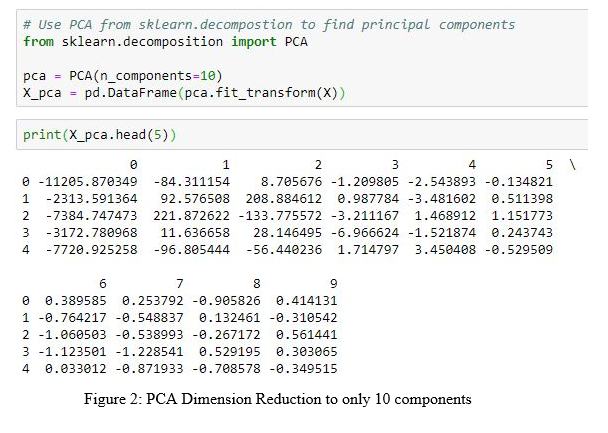 # Use PCA from sklearn.decompostion to find principal components
from sklearn.decomposition import PCA
pca = PCA(n_components=10)
X_pca = pd.DataFrame(pca.fit_transform(X))
print(X_pca.head(5))
0 1 2 3 4 5 \
0 -11205.870349 -84.311154 8.705676 -1.209805 -2.543893 -0.134821
1 -2313.591364 92.576508 208.884612 0.987784 -3.481602 0.511398
2 -7384.747473 221.872622 -133.775572 -3.211167 1.468912 1.151773
3 -3172.780968 11.636658 28.146495 -6.966624 -1.521874 0.243743
4 -7720.925258 -96.805444 -56.440236 1.714797 3.450408 -0.529509
6 7 8 9
0 0.389585 0.253792 -0.905826 0.414131
1 -0.764217 -0.548837 0.132461 -0.310542
2 -1.060503 -0.538993 -0.267172 0.561441
3 -1.123501 -1.228541 0.529195 0.303065
4 0.033012 -0.871933 -0.708578 -0.349515
Figure 2: PCA Dimension Reduction to only 10 components